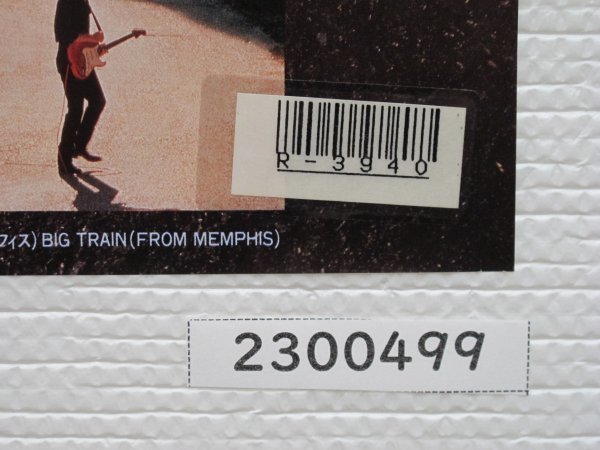 R-3940
フィス) BIG TRAIN (FROM MEMPHIS)
2300499